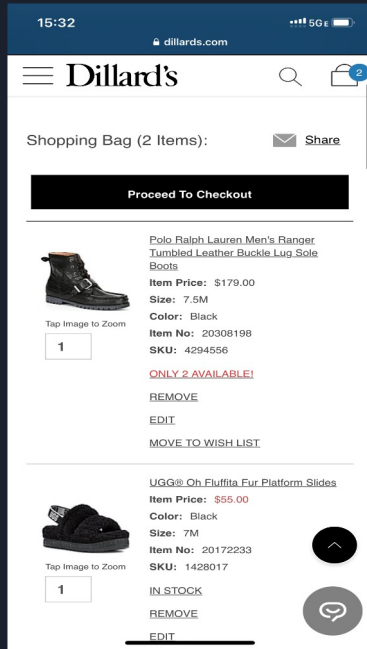 15:32
5GE
dillards.com
Dillard's
2
Shopping Bag (2 Items):
Share
Proceed To Checkout
Polo Ralph Lauren Men's Ranger
Tumbled Leather Buckle Lug Sole
Boots
Item Price: $179.00
Size: 7.5M
Color: Black
Item No: 20308198
SKU: 4294556
Tap Image to Zoom
1
ONLY 2 AVAILABLE!
REMOVE
EDIT
MOVE TO WISH LIST
UGG® Oh Fluffita Fur Platform Slides
Item Price: $55.00
Color: Black
Size: 7M
Item No: 20172233
SKU: 1428017
Tap Image to Zoom
1
IN STOCK
REMOVE
EDIT